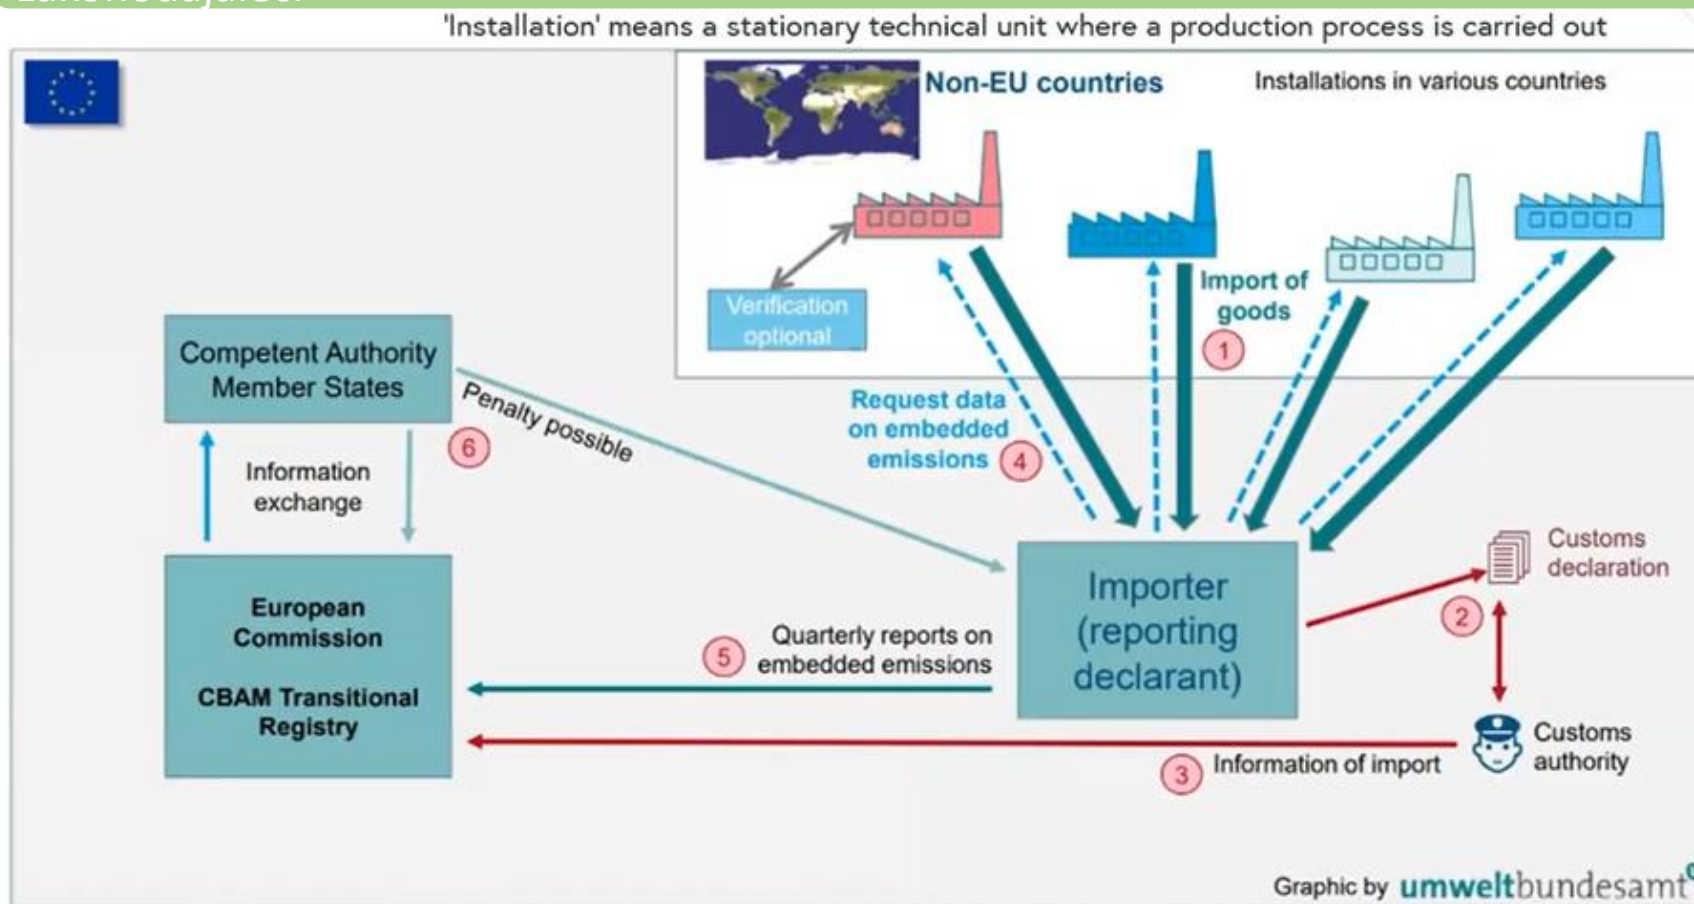 'Installation' means a stationary technical unit where a production process is carried out
Non-EU countries
Installations in various countries
Verification
optional
Import of
goods
1
Competent Authority
Member States
Penalty possible
6
Request data
on embedded
emissions
4
Information
exchange
European
Commission
CBAM Transitional
Registry
Importer
(reporting
declarant)
Customs
declaration
2
Quarterly reports on
embedded emissions
5
Customs
authority
Information of import
3
Graphic by umweltbundesamt